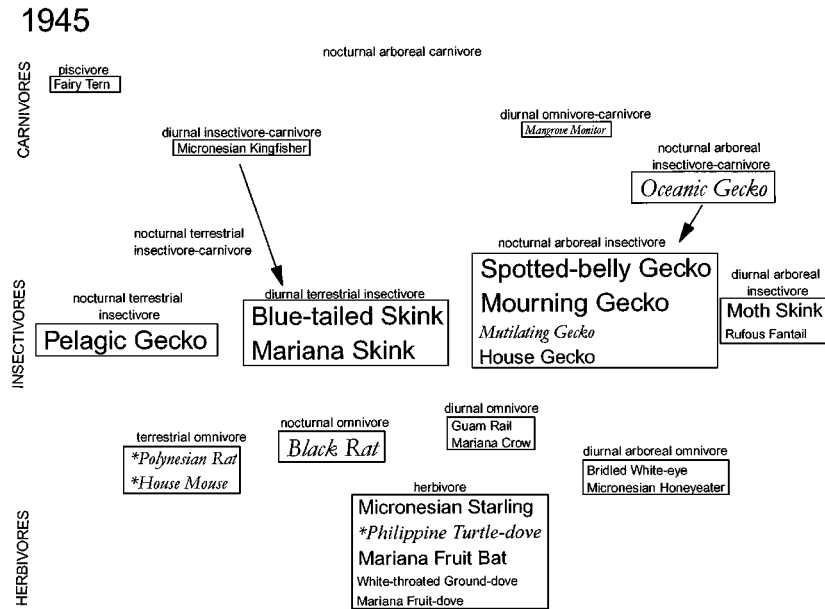 1945
nocturnal arboreal carnivore
CARNIVORES
piscivore
Fairy Tern
diurnal insectivore-carnivore
Micronesian Kingfisher
diurnal omnivore-carnivore
Mangrove Monitor
nocturnal arboreal
insectivore-carnivore
Oceanic Gecko
nocturnal terrestrial
insectivore-carnivore
INSECTIVORES
nocturnal terrestrial
insectivore
Pelagic Gecko
diurnal terrestrial insectivore
Blue-tailed Skink
Mariana Skink
nocturnal arboreal insectivore
Spotted-belly Gecko
Mourning Gecko
Mutilating Gecko
House Gecko
diurnal arboreal
insectivore
Moth Skink
Rufous Fantail
HERBIVORES
terrestrial omnivore
*Polynesian Rat
*House Mouse
nocturnal omnivore
Black Rat
diurnal omnivore
Guam Rail
Mariana Crow
diurnal arboreal omnivore
Bridled White-eye
Micronesian Honeyeater
herbivore
Micronesian Starling
*Philippine Turtle-dove
Mariana Fruit Bat
White-throated Ground-dove
Mariana Fruit-dove